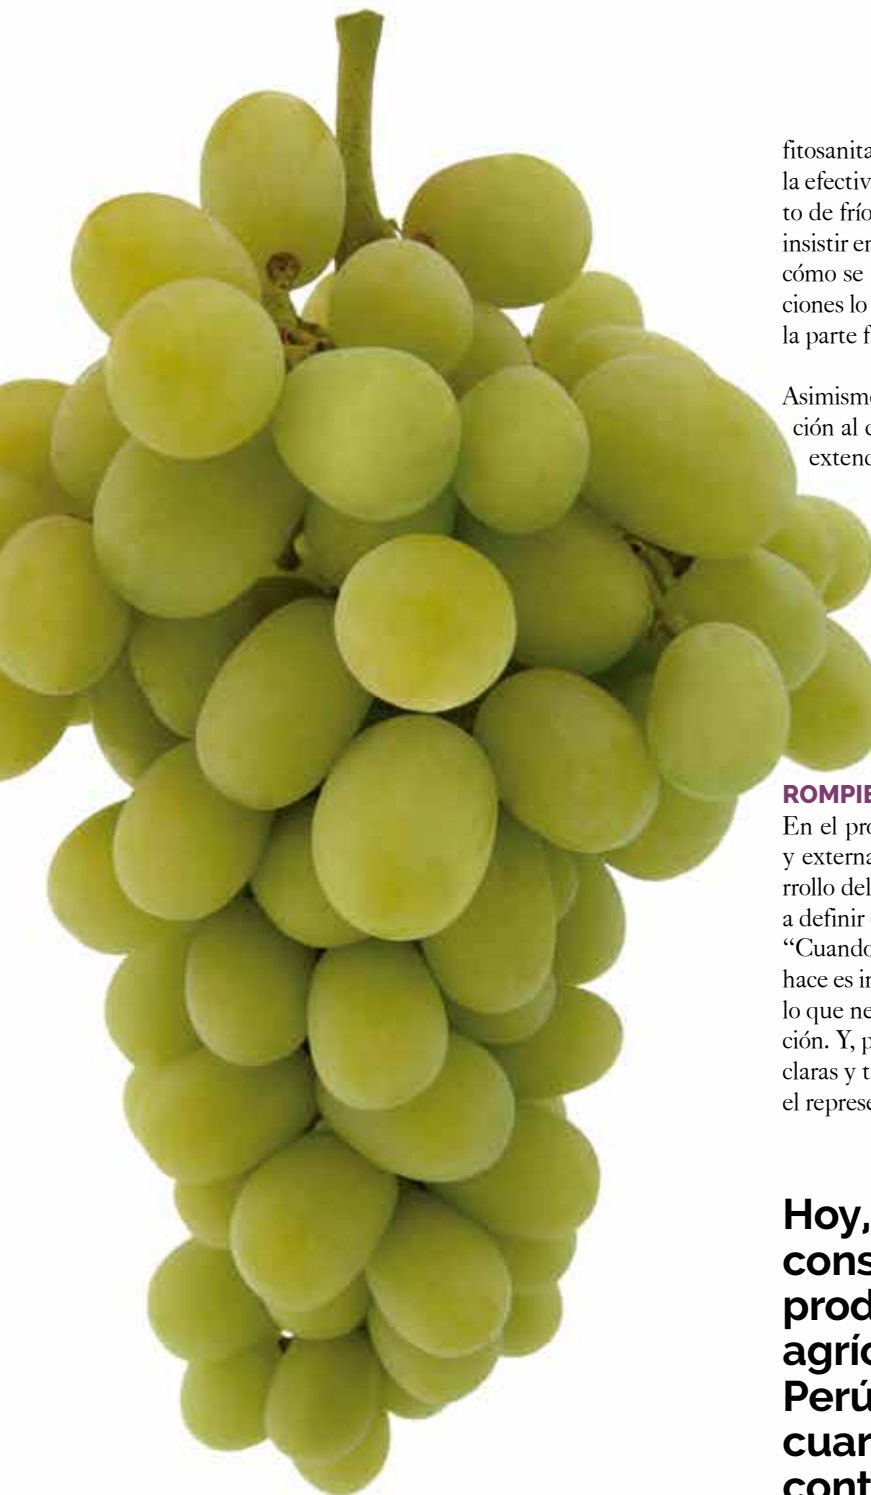 fitosanita
la efectiv
to de frío
insistir en
cómo se
ciones lo
la parte f
Asimismo
ción al d
extend
ROMPIE
En el pro
y externa
rrollo del
a definir
“Cuando
hace es in
lo que ne
ción. Y, p
claras y t
el represe
Hoy,
cons
prod
agríc
Perú
cuan
cont